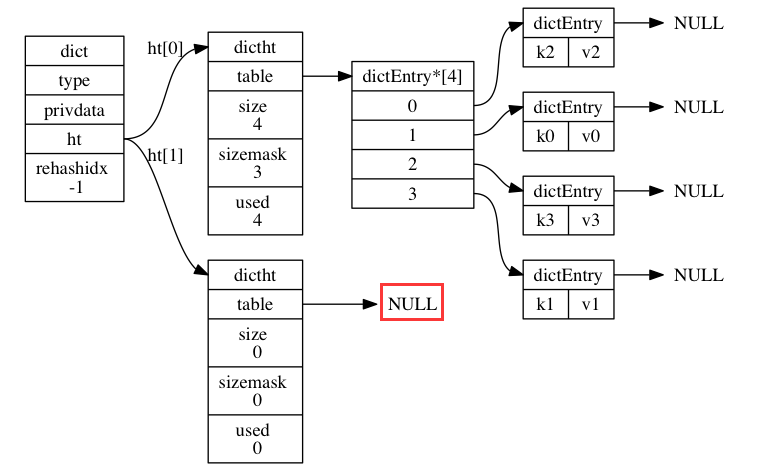 dict
type
privdata
ht
rehashidx
-1
ht[0]
ht[1]
dictht
table
size
4
sizemask
3
used
4
dictht
table
size
0
sizemask
0
used
0
dictEntry*[4]
0
1
2
3
NULL
dictEntry
k2 v2
NULL
dictEntry
k0 v0
NULL
dictEntry
k3 v3
NULL
dictEntry
k1 v1
NULL